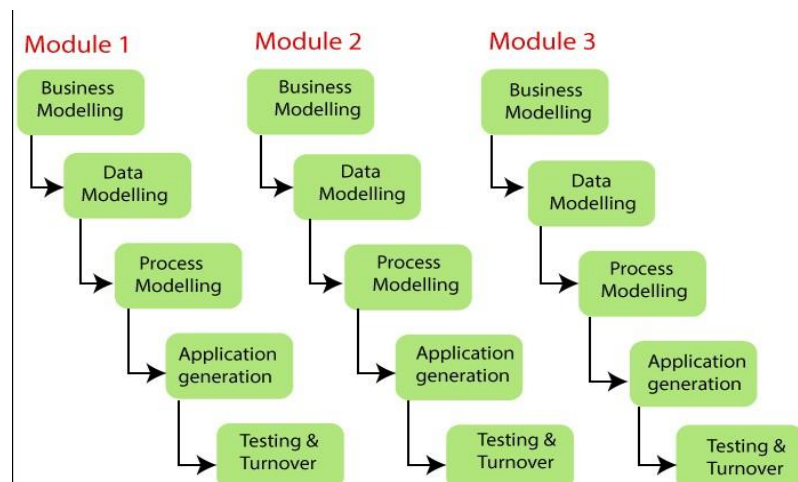 Module 1
Business
Modelling
Data
Modelling
Process
Modelling
Application
generation
Testing &
Turnover
Module 2
Business
Modelling
Data
Modelling
Process
Modelling
Application
generation
Testing &
Turnover
Module 3
Business
Modelling
Data
Modelling
Process
Modelling
Application
generation
Testing &
Turnover